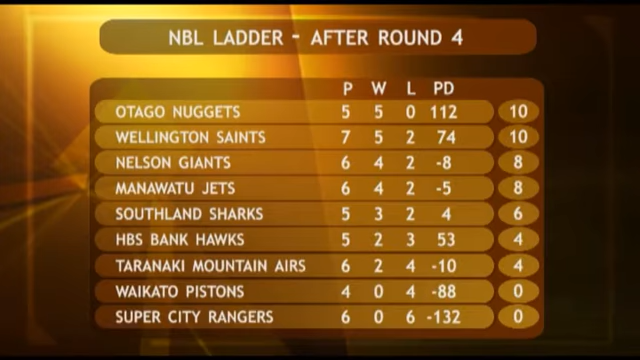 NBL LADDER - AFTER ROUND 4
P W L PD
OTAGO NUGGETS 5 5 0 112 10
WELLINGTON SAINTS 7 5 2 74 10
NELSON GIANTS 6 4 2 -8 8
MANAWATU JETS 6 4 2 -5 8
SOUTHLAND SHARKS 5 3 2 4 6
HBS BANK HAWKS 5 2 3 53 4
TARANAKI MOUNTAIN AIRS 6 2 4 -10 4
WAIKATO PISTONS 4 0 4 -88 0
SUPER CITY RANGERS 6 0 6 -132 0